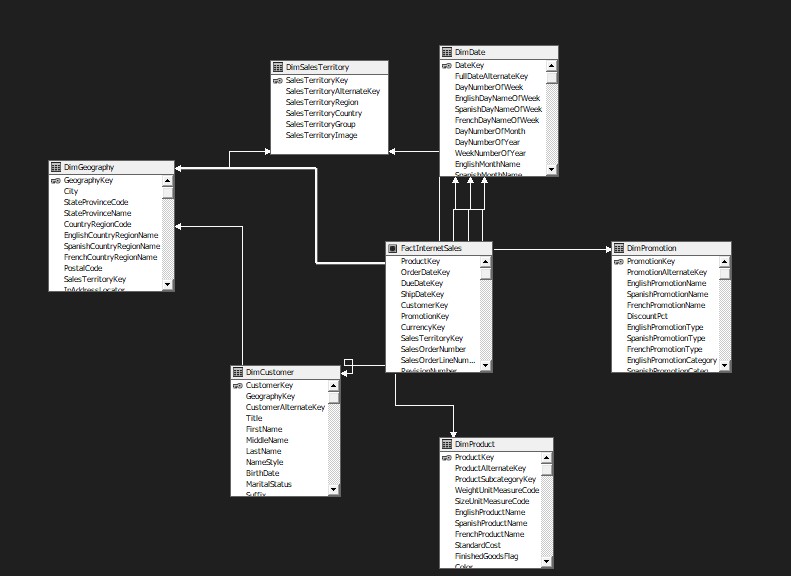 DimSalesTerritory
SalesTerritoryKey
SalesTerritoryAlternateKey
SalesTerritoryRegion
SalesTerritoryCountry
SalesTerritoryGroup
SalesTerritoryImage
DimDate
DateKey
FullDateAlternateKey
DayNumberOfWeek
EnglishDayNameOfWeek
SpanishDayNameOfWeek
FrenchDayNameOfWeek
DayNumberOfMonth
DayNumberOfYear
WeekNumberOfYear
EnglishMonthName
SpanishMonthName
DimGeography
GeographyKey
City
StateProvinceCode
StateProvinceName
CountryRegionCode
EnglishCountryRegionName
SpanishCountryRegionName
FrenchCountryRegionName
PostalCode
SalesTerritoryKey
IpAddressLocator
FactInternetSales
ProductKey
OrderDateKey
DueDateKey
ShipDateKey
CustomerKey
PromotionKey
CurrencyKey
SalesTerritoryKey
SalesOrderNumber
SalesOrderLineNum...
RevisionNumber
DimPromotion
PromotionKey
PromotionAlternateKey
EnglishPromotionName
SpanishPromotionName
FrenchPromotionName
DiscountPct
EnglishPromotionType
SpanishPromotionType
FrenchPromotionType
EnglishPromotionCategory
SpanishPromotionCateg
DimCustomer
CustomerKey
GeographyKey
CustomerAlternateKey
Title
FirstName
MiddleName
LastName
NameStyle
BirthDate
MaritalStatus
Suffix
DimProduct
ProductKey
ProductAlternateKey
ProductSubcategoryKey
WeightUnitMeasureCode
SizeUnitMeasureCode
EnglishProductName
SpanishProductName
FrenchProductName
StandardCost
FinishedGoodsFlag
Color